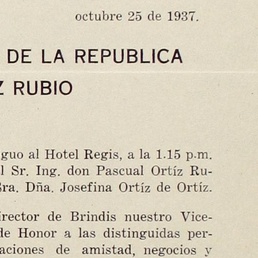 octubre 25 de 1937.
DE LA REPUBLICA
Z RUBIO
guo al Hotel Regis, a la 1.15 p.m.
l Sr. Ing. don Pascual Ortíz Ru-
Sra. Dña. Josefina Ortíz de Ortíz.
irector de Brindis nuestro Vice-
de Honor a las distinguidas per-
aciones de amistad, negocios y